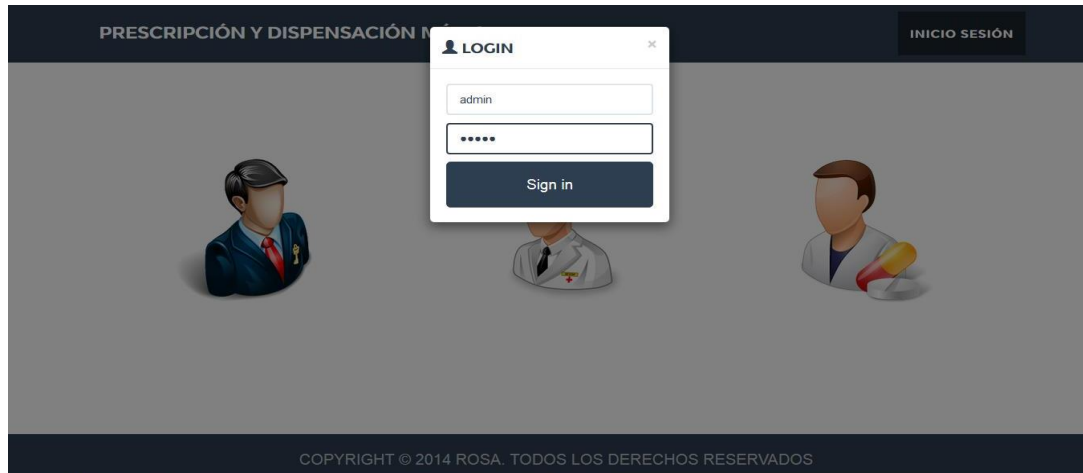 PRESCRIPCIÓN Y DISPENSACIÓN
INICIO SESIÓN
LOGIN
×
admin
•••••
Sign in
COPYRIGHT © 2014 ROSA. TODOS LOS DERECHOS RESERVADOS